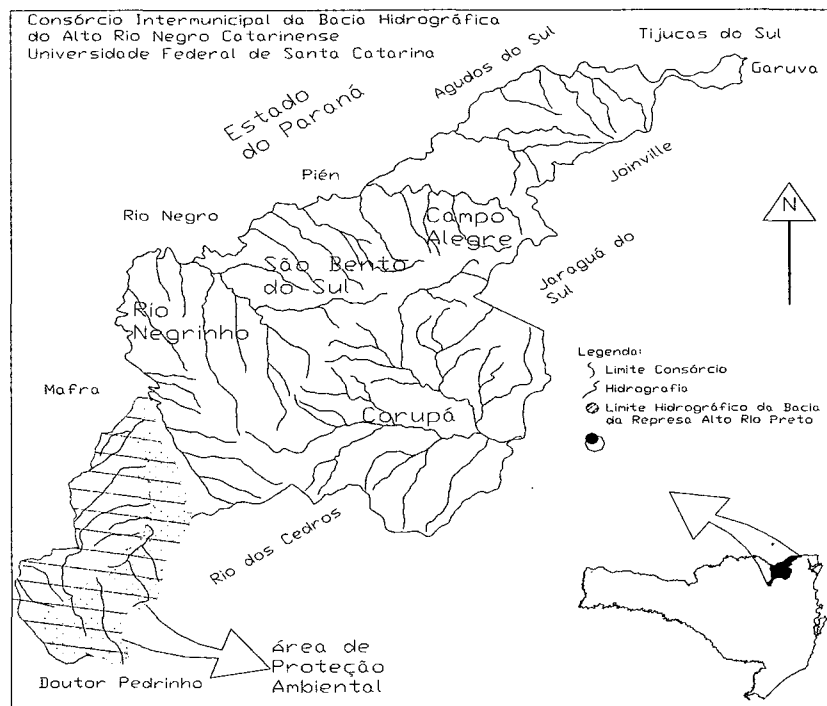 Consórcio Intermunicipal da Bacia Hidrográfica
do Alto Rio Negro Catarinense
Universidade Federal de Santa Catarina
Tijucas do Sul
Agudos do Sul
Garuva
Estado
do Paraná
Joinville
Pién
Rio Negro
Campo
Alegre
N
São Bento
do Sul
Jaraguá do
Sul
Rio
Negrinho
Legenda:
Limite Consórcio
Hidrografia
Limite Hidrográfico da Bacia
da Represa Alto Rio Preto
Mafra
Corupá
Rio dos Cedros
Área de
Proteção
Ambiental
Doutor Pedrinho